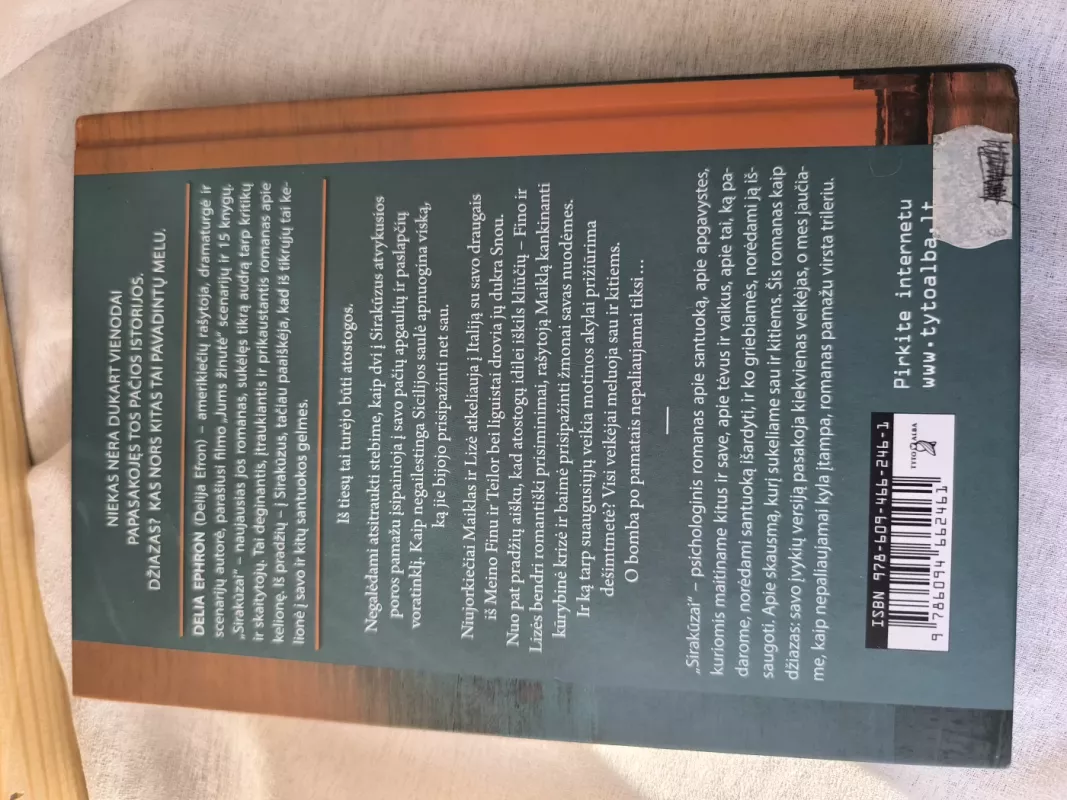 NIEKAS NĖRA DUKART VIENODAI
PAPASAKOJĘS TOS PAČIOS ISTORIJOS.
DŽIAZAS? KAS NORS KITAS TAI PAVADINTŲ MELU.
DELIA EPHRON (Delija Efron) – amerikiečių rašytoja, dramaturgė ir
scenarijų autorė, parašiusi filmo „Jums žinutė“ scenarijų ir 15 knygų.
„Sirakūzai“ – naujausias jos romanas, sukėlęs tikrą audrą tarp kritikų
ir skaitytojų. Tai deginantis, įtraukiantis ir prikaustantis romanas apie
kelionę. Iš pradžių – į Sirakūzus, tačiau paaiškėja, kad iš tikrųjų tai ke-
lionė į savo ir kitų santuokos gelmes.
Iš tiesų tai turėjo būti atostogos.
Negalėdami atsitraukti stebime, kaip dvi į Sirakūzus atvykusios
poros pamažu įsipainioja į savo pačių apgaulių ir paslapčių
voratinklį. Kaip negailestinga Sicilijos saulė apnuogina viską,
ką jie bijojo prisipažinti net sau.
Niujorkiečiai Maiklas ir Lizė atkeliauja į Italiją su savo draugais
iš Meino Finu ir Teilor bei liguistai drovia jų dukra Snou.
Nuo pat pradžių aišku, kad atostogų idilei iškils kliūčių – Fino ir
Lizės bendri romantiški prisiminimai, rašytoją Maiklą kankinanti
kūrybinė krizė ir baimė prisipažinti žmonai savas nuodėmes.
Ir ką tarp suaugusiųjų veikia motinos akylai prižiūrima
dešimtmetė? Visi veikėjai meluoja sau ir kitiems.
O bomba po pamatais nepaliaujamai tiksi...
„Sirakūzai“ – psichologinis romanas apie santuoką, apie apgavystes,
kuriomis maitiname kitus ir save, apie tėvus ir vaikus, apie tai, ką pa-
darome, norėdami santuoką išardyti, ir ko griebiamės, norėdami ją iš-
saugoti. Apie skausmą, kurį sukeliame sau ir kitiems. Šis romanas kaip
džiazas: savo įvykių versiją pasakoja kiekvienas veikėjas, o mes jaučia-
me, kaip nepaliaujamai kyla įtampa, romanas pamažu virsta trileriu.
ISBN 978-609-466-246-1
9 786094 662461
TYTO ALBA
Pirkite internetu
www.tytoalba.lt